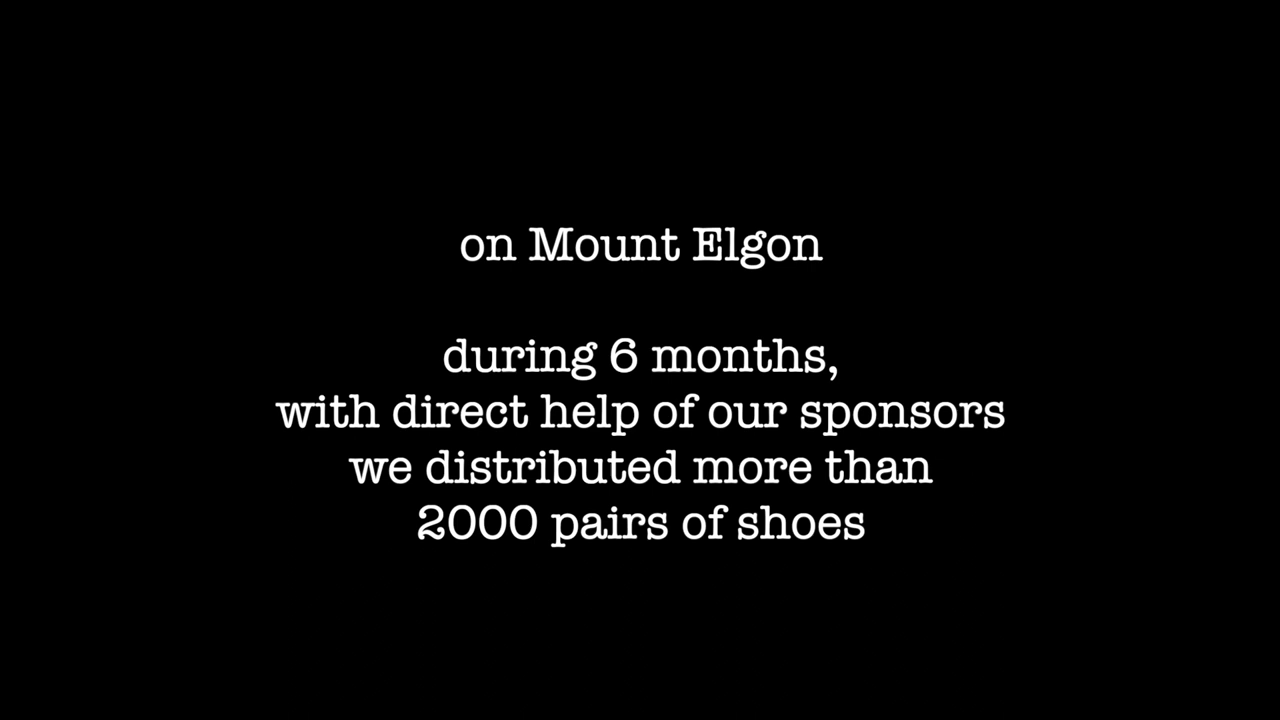 on Mount Elgon
during 6 months,
with direct help of our sponsors
we distributed more than
2000 pairs of shoes